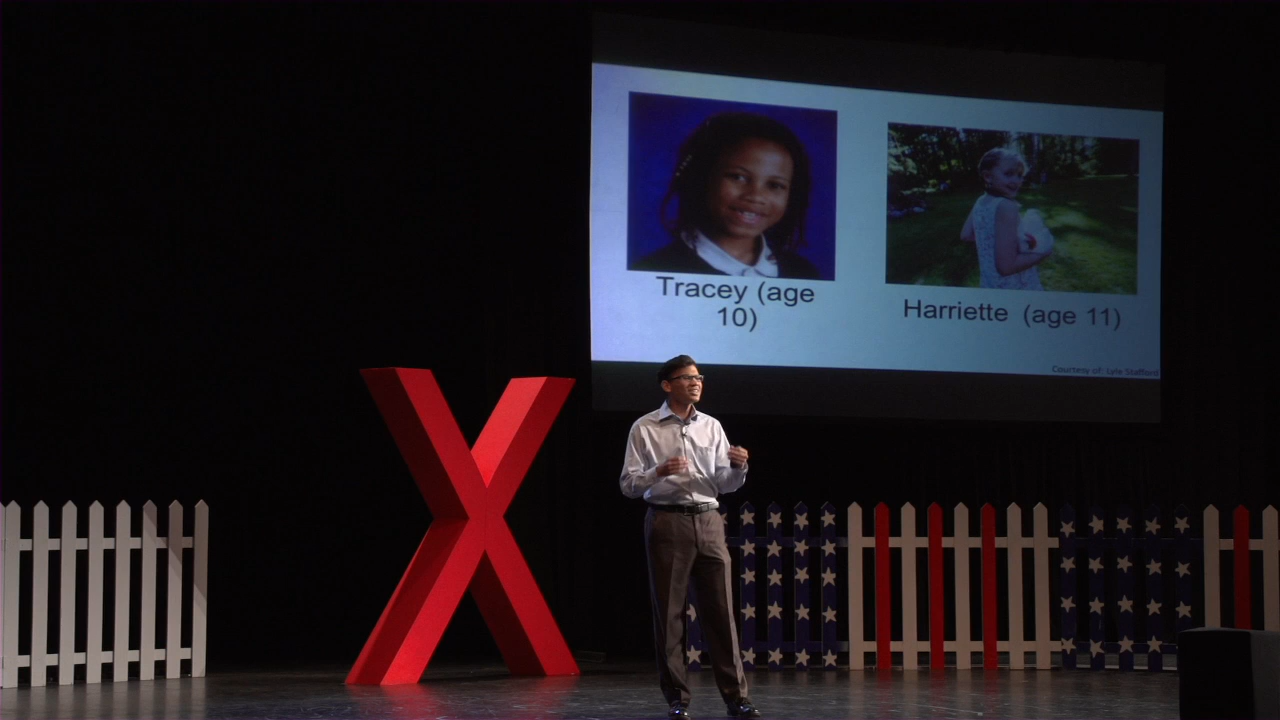 Tracey (age
10)
Harriette (age 11)
Courtesy of: Lyle Stafford
X